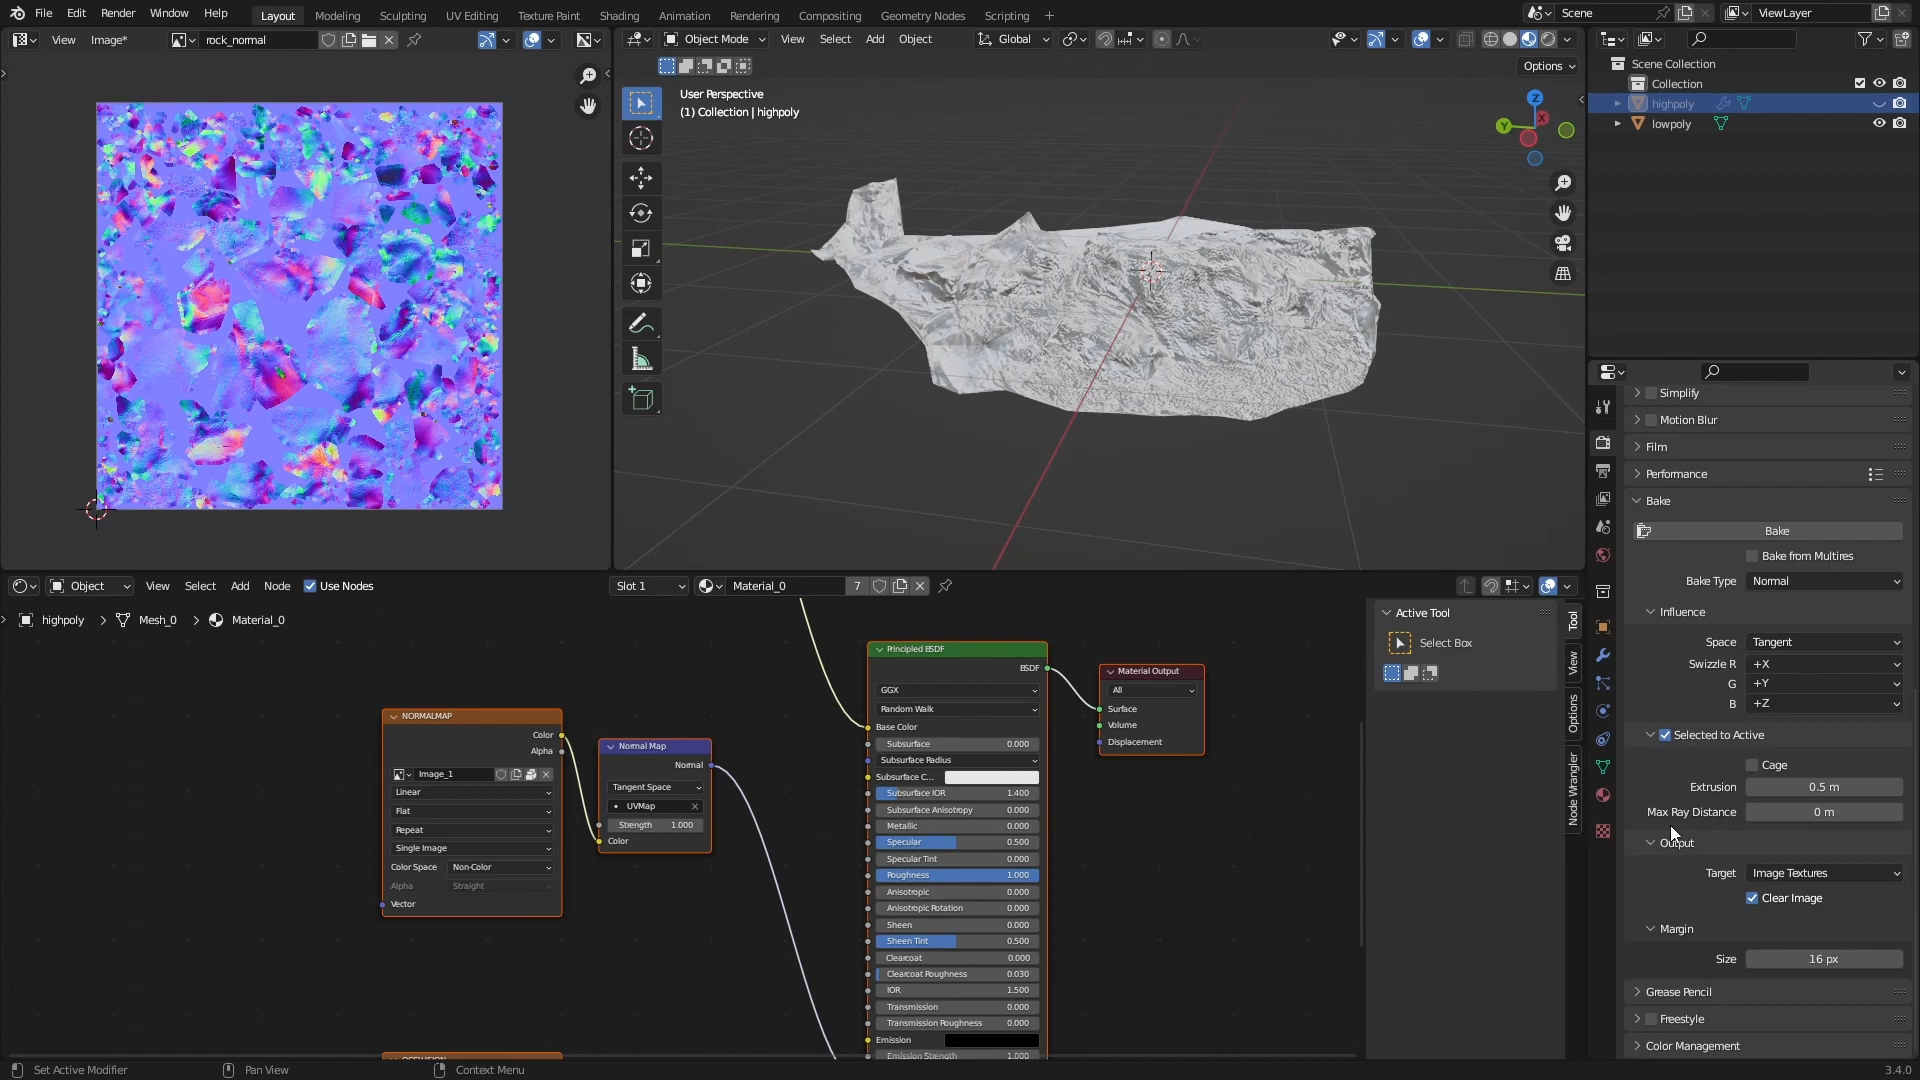 File Edit Render Window Help Layout Modeling Sculpting UV Editing Texture Paint Shading Animation Rendering Compositing Geometry Nodes Scripting + Scene ViewLayer
View Image* rock_normal Object Mode View Select Add Object Global
Options
User Perspective
(1) Collection | highpoly
Z
Y
X
Scene Collection
Collection
highpoly
lowpoly
Simplify
Motion Blur
Film
Performance
Bake
Bake
Bake from Multires
Bake Type Normal
Influence
Space Tangent
Swizzle R +X
G +Y
B +Z
Selected to Active
Cage
Extrusion 0.5 m
Max Ray Distance 0 m
Output
Target Image Textures
Clear Image
Margin
Size 16 px
Grease Pencil
Freestyle
Color Management
Object View Select Add Node Use Nodes Slot 1 Material_0 7
highpoly > Mesh_0 > Material_0
Active Tool
Select Box
Tool
View
Options
Node Wrangler
NORMALMAP
Color
Alpha
Image_1
Linear
Flat
Repeat
Single Image
Color Space Non-Color
Alpha Straight
Vector
Normal Map
Normal
Tangent Space
UVMap
Strength 1.000
Color
Principled BSDF
BSDF
GGX
Random Walk
Base Color
Subsurface 0.000
Subsurface Radius
Subsurface C...
Subsurface IOR 1.400
Subsurface Anisotropy 0.000
Metallic 0.000
Specular 0.500
Specular Tint 0.000
Roughness 1.000
Anisotropic 0.000
Anisotropic Rotation 0.000
Sheen 0.000
Sheen Tint 0.500
Clearcoat 0.000
Clearcoat Roughness 0.030
IOR 1.500
Transmission 0.000
Transmission Roughness 0.000
Emission
Emission Strength 1.000
Material Output
All
Surface
Volume
Displacement
OCCLUSION
Set Active Modifier Pan View Context Menu 3.4.0